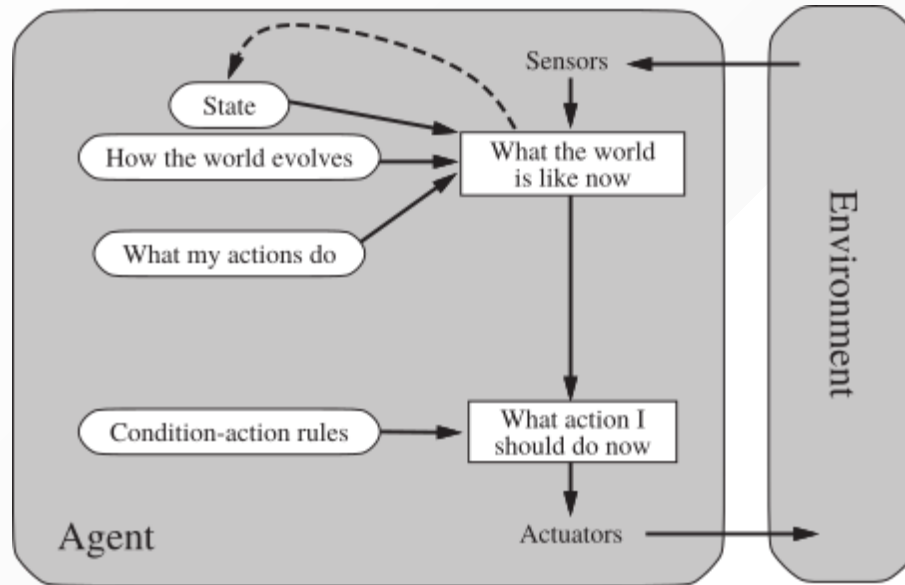 Sensors
State
How the world evolves
What the world
is like now
What my actions do
Environment
Condition-action rules
What action I
should do now
Agent
Actuators